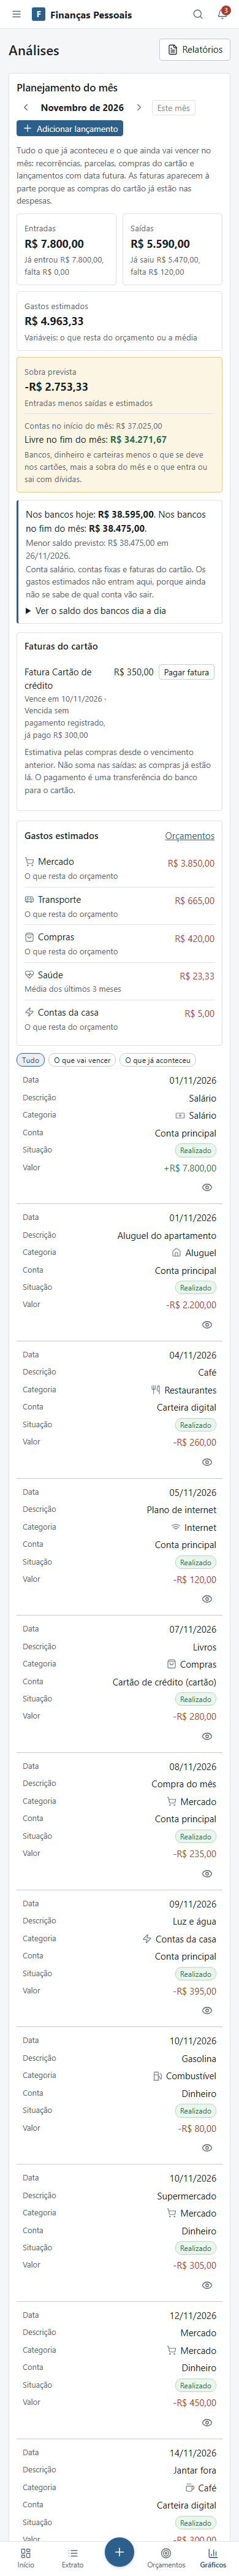 F Finanças Pessoais
3
Análises
Relatórios
Planejamento do mês
Novembro de 2026
Este mês
Adicionar lançamento
Tudo o que já aconteceu e o que ainda vai vencer no
mês: recorrências, parcelas, compras do cartão e
lançamentos com data futura. As faturas aparecem à
parte porque as compras do cartão já estão nas
despesas.
Entradas
R$ 7.800,00
Já entrou R$ 7.800,00,
falta R$ 0,00
Saídas
R$ 5.590,00
Já saiu R$ 5.470,00,
falta R$ 120,00
Gastos estimados
R$ 4.963,33
Variáveis: o que resta do orçamento ou a média
Sobra prevista
-R$ 2.753,33
Entradas menos saídas e estimados
Contas no início do mês: R$ 37.025,00
Livre no fim do mês: R$ 34.271,67
Bancos, dinheiro e carteiras menos o que se deve
nos cartões, mais a sobra do mês e o que entra ou
sai com dívidas.
Nos bancos hoje: R$ 38.595,00. Nos bancos
no fim do mês: R$ 38.475,00.
Menor saldo previsto: R$ 38.475,00 em
26/11/2026.
Conta salário, contas fixas e faturas do cartão. Os
gastos estimados não entram aqui, porque ainda
não se sabe de qual conta vão sair.
Ver o saldo dos bancos dia a dia
Faturas do cartão
Fatura Cartão de
crédito
R$ 350,00
Pagar fatura
Vence em 10/11/2026 ·
Vencida sem
pagamento registrado,
já pago R$ 300,00
Estimativa pelas compras desde o vencimento
anterior. Não soma nas saídas: as compras já estão
lá. O pagamento é uma transferência do banco
para o cartão.
Gastos estimados
Orçamentos
Mercado
R$ 3.850,00
O que resta do orçamento
Transporte
R$ 665,00
O que resta do orçamento
Compras
R$ 420,00
O que resta do orçamento
Saúde
R$ 23,33
Média dos últimos 3 meses
Contas da casa
R$ 5,00
O que resta do orçamento
Tudo
O que vai vencer
O que já aconteceu
Data 01/11/2026
Descrição Salário
Categoria Salário
Conta Conta principal
Situação Realizado
Valor +R$ 7.800,00
Data 01/11/2026
Descrição Aluguel do apartamento
Categoria Aluguel
Conta Conta principal
Situação Realizado
Valor -R$ 2.200,00
Data 04/11/2026
Descrição Café
Categoria Restaurantes
Conta Carteira digital
Situação Realizado
Valor -R$ 260,00
Data 05/11/2026
Descrição Plano de internet
Categoria Internet
Conta Conta principal
Situação Realizado
Valor -R$ 120,00
Data 07/11/2026
Descrição Livros
Categoria Compras
Conta Cartão de crédito (cartão)
Situação Realizado
Valor -R$ 280,00
Data 08/11/2026
Descrição Compra do mês
Categoria Mercado
Conta Conta principal
Situação Realizado
Valor -R$ 235,00
Data 09/11/2026
Descrição Luz e água
Categoria Contas da casa
Conta Conta principal
Situação Realizado
Valor -R$ 395,00
Data 10/11/2026
Descrição Gasolina
Categoria Combustível
Conta Dinheiro
Situação Realizado
Valor -R$ 80,00
Data 10/11/2026
Descrição Supermercado
Categoria Mercado
Conta Dinheiro
Situação Realizado
Valor -R$ 305,00
Data 12/11/2026
Descrição Mercado
Categoria Mercado
Conta Dinheiro
Situação Realizado
Valor -R$ 450,00
Data 14/11/2026
Descrição Jantar fora
Categoria Café
Conta Carteira digital
Situação Realizado
Valor -R$ 300,00
Início
Extrato
Orçamentos
Gráficos